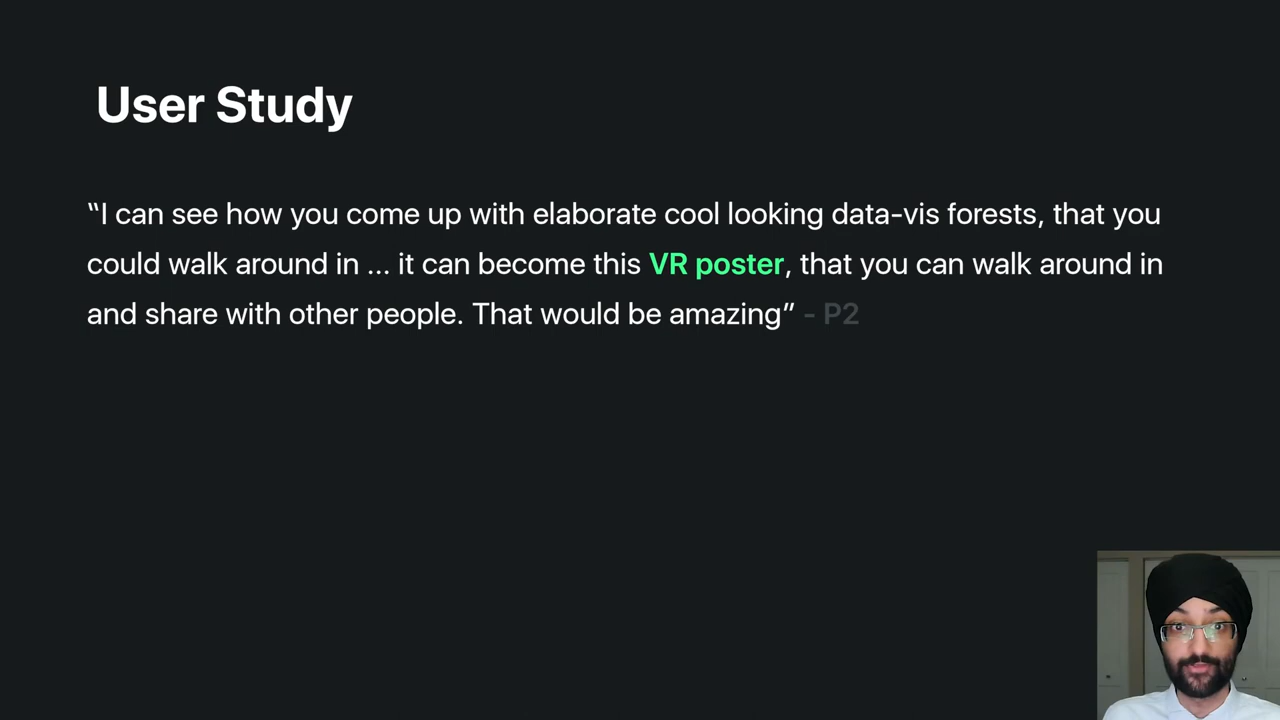 User Study
“I can see how you come up with elaborate cool looking data-vis forests, that you
could walk around in ... it can become this VR poster, that you can walk around in
and share with other people. That would be amazing” - P2